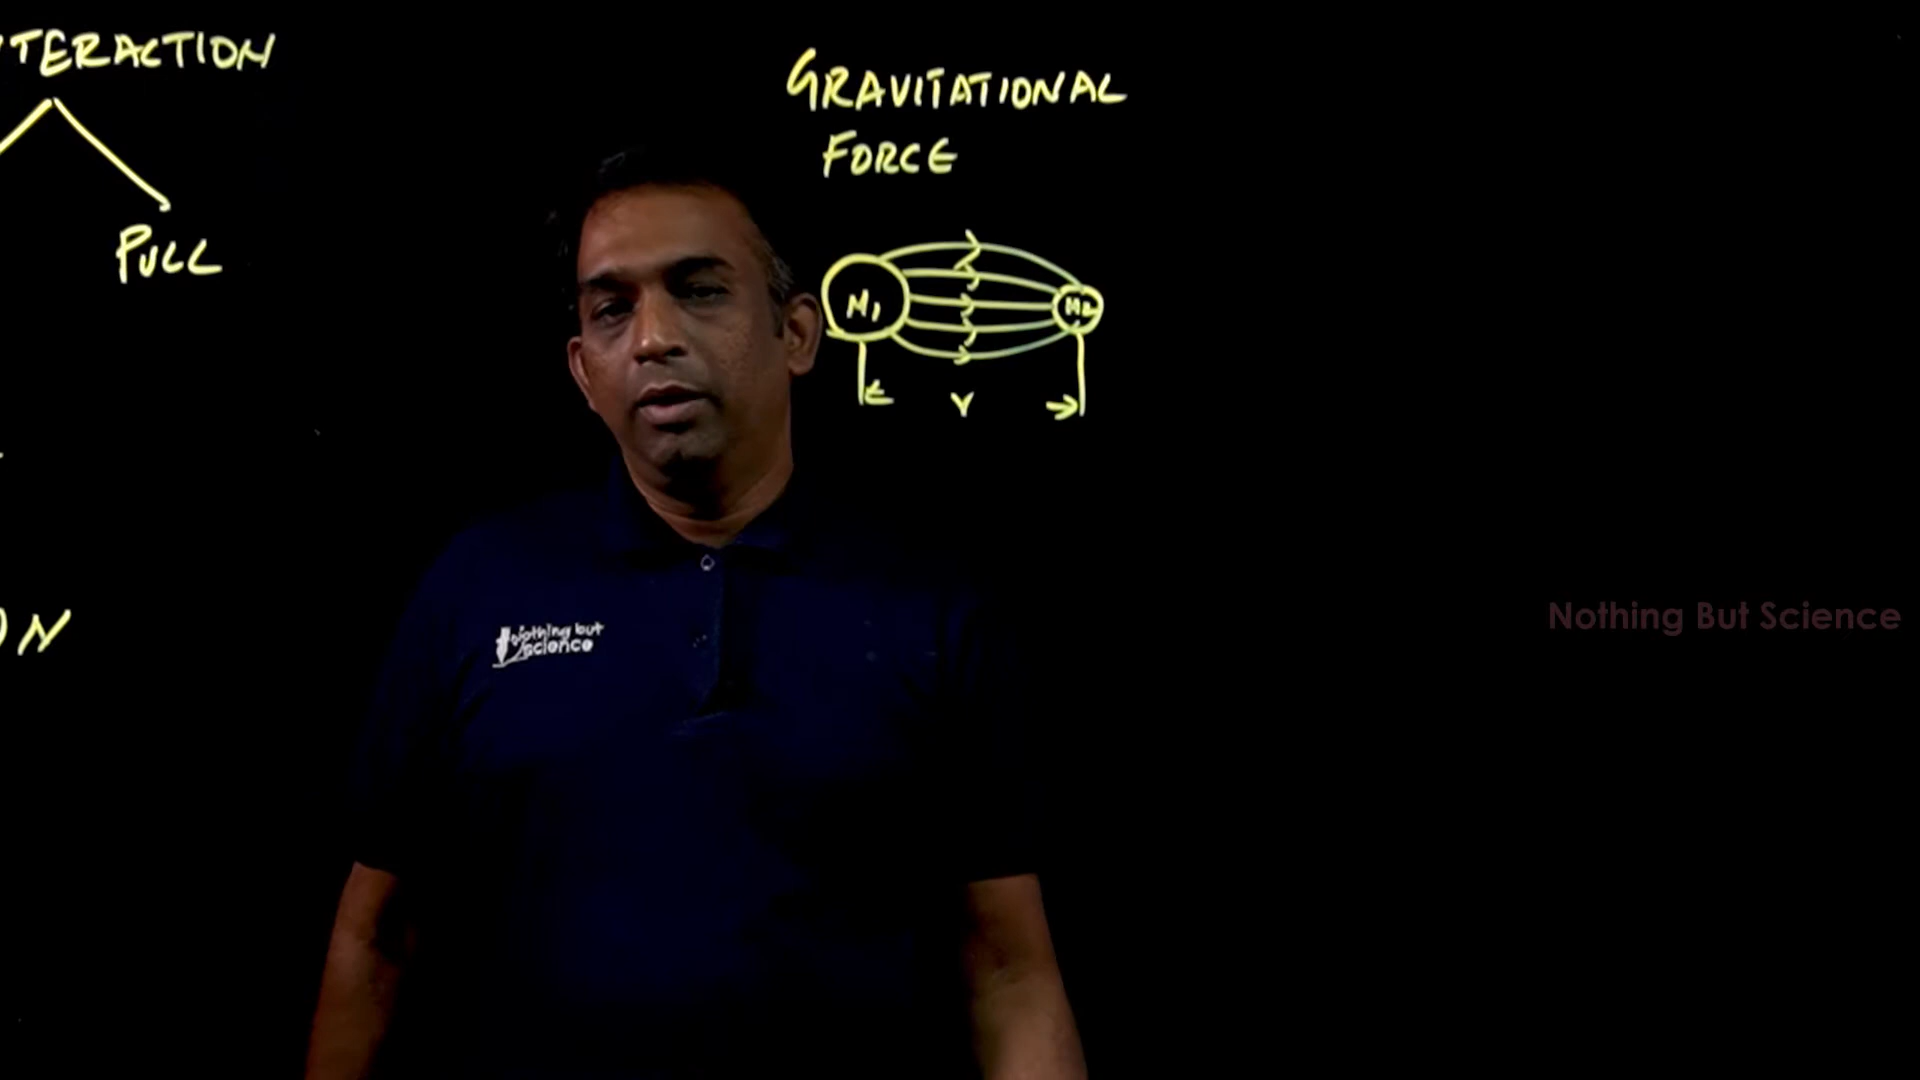 TERACTION
PULL
ON
GRAVITATIONAL
FORCE
M1
M2
r
nothing but
science
Nothing But Science